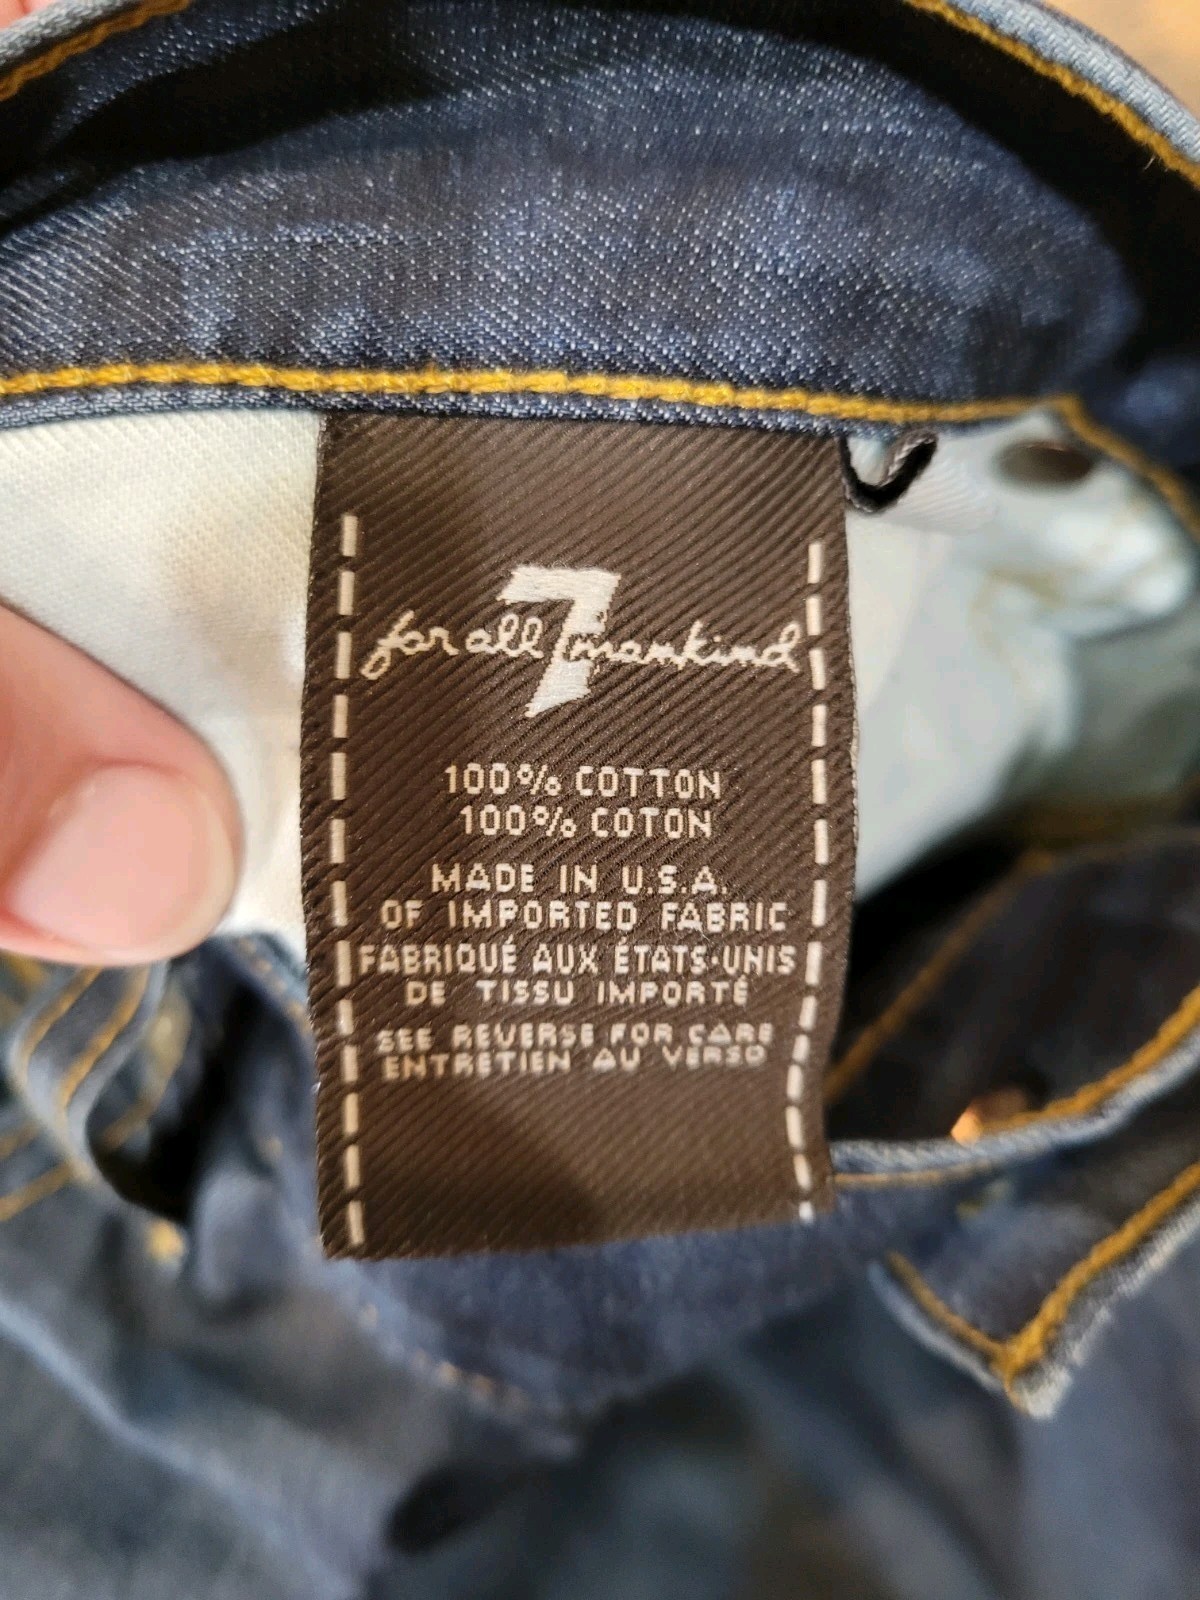 for all 7 mankind
100% COTTON
100% COTON
MADE IN U.S.A.
OF IMPORTED FABRIC
FABRIQUÉ AUX ÉTATS-UNIS
DE TISSU IMPORTÉ
SEE REVERSE FOR CARE
ENTRETIEN AU VERSO